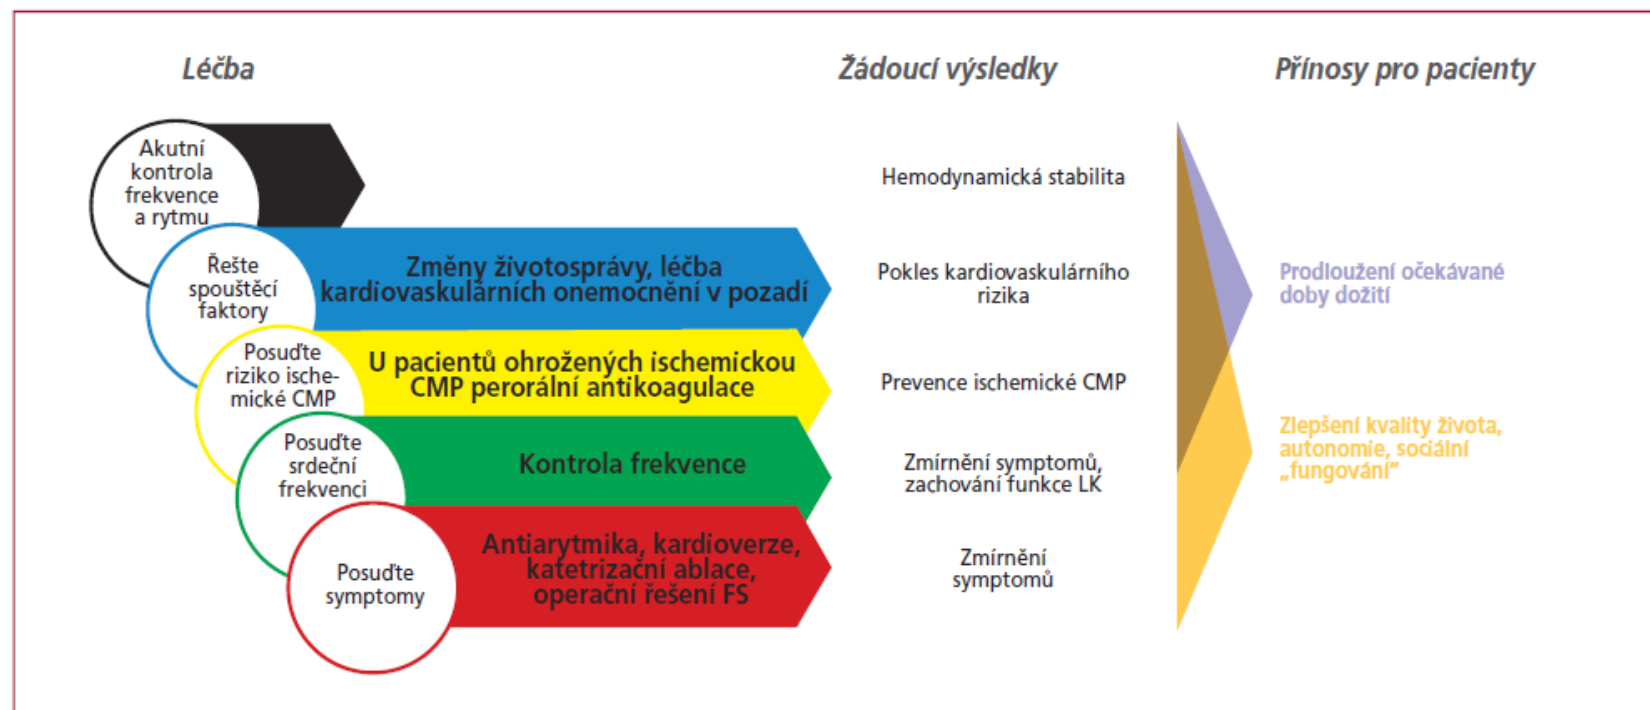 Léčba
Žádoucí výsledky
Přínosy pro pacienty
Akutní
kontrola
frekvence
a rytmu
Hemodynamická stabilita
Řešte
spouštěcí
faktory
Změny životosprávy, léčba
kardiovaskulárních onemocnění v pozadí
Pokles kardiovaskulárního
rizika
Prodloužení očekávané
doby dožití
Posuďte
riziko ische-
mické CMP
U pacientů ohrožených ischemickou
CMP perorální antikoagulace
Prevence ischemické CMP
Posuďte
srdeční
frekvenci
Kontrola frekvence
Zmírnění symptomů,
zachování funkce LK
Zlepšení kvality života,
autonomie, sociální
„fungování“
Posuďte
symptomy
Antiarytmika, kardioverze,
katetrizační ablace,
operační řešení FS
Zmírnění
symptomů